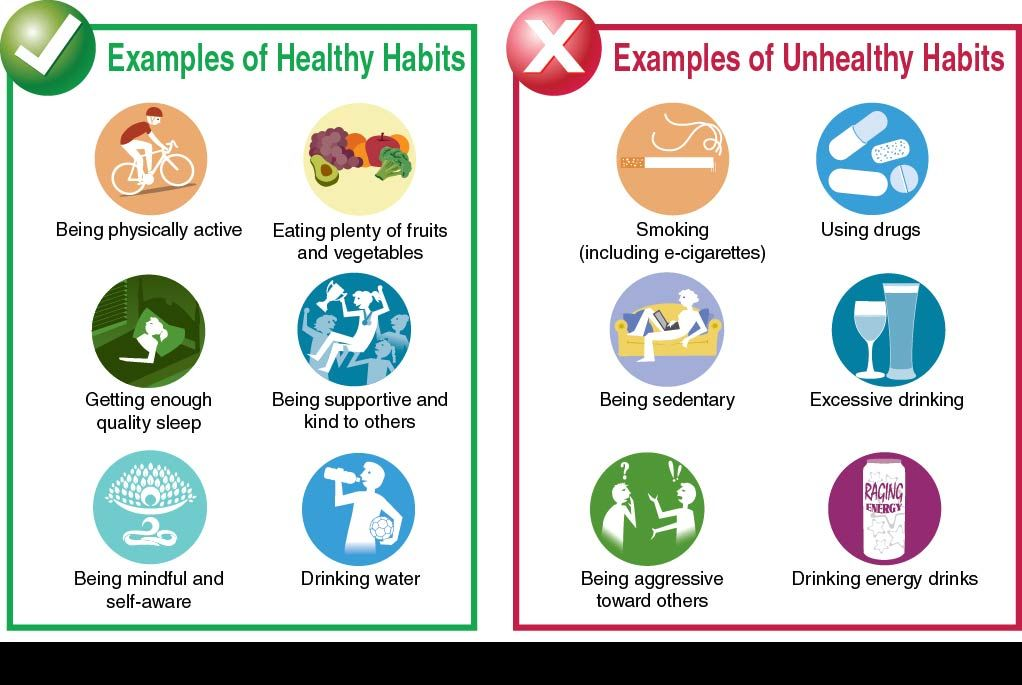 Examples of Healthy Habits
Being physically active
Eating plenty of fruits
and vegetables
Getting enough
quality sleep
Being supportive and
kind to others
Being mindful and
self-aware
Drinking water
X Examples of Unhealthy Habits
Smoking
(including e-cigarettes)
Using drugs
Being sedentary
Excessive drinking
? !!
Being aggressive
toward others
RAGING
ENERGY
Drinking energy drinks